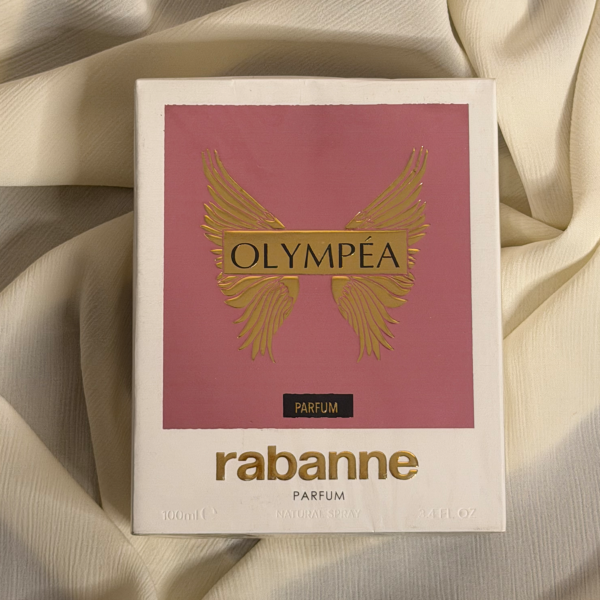 OLYMPÉA
PARFUM
rabanne
PARFUM
100ml ℮ NATURAL SPRAY 3.4 FL OZ